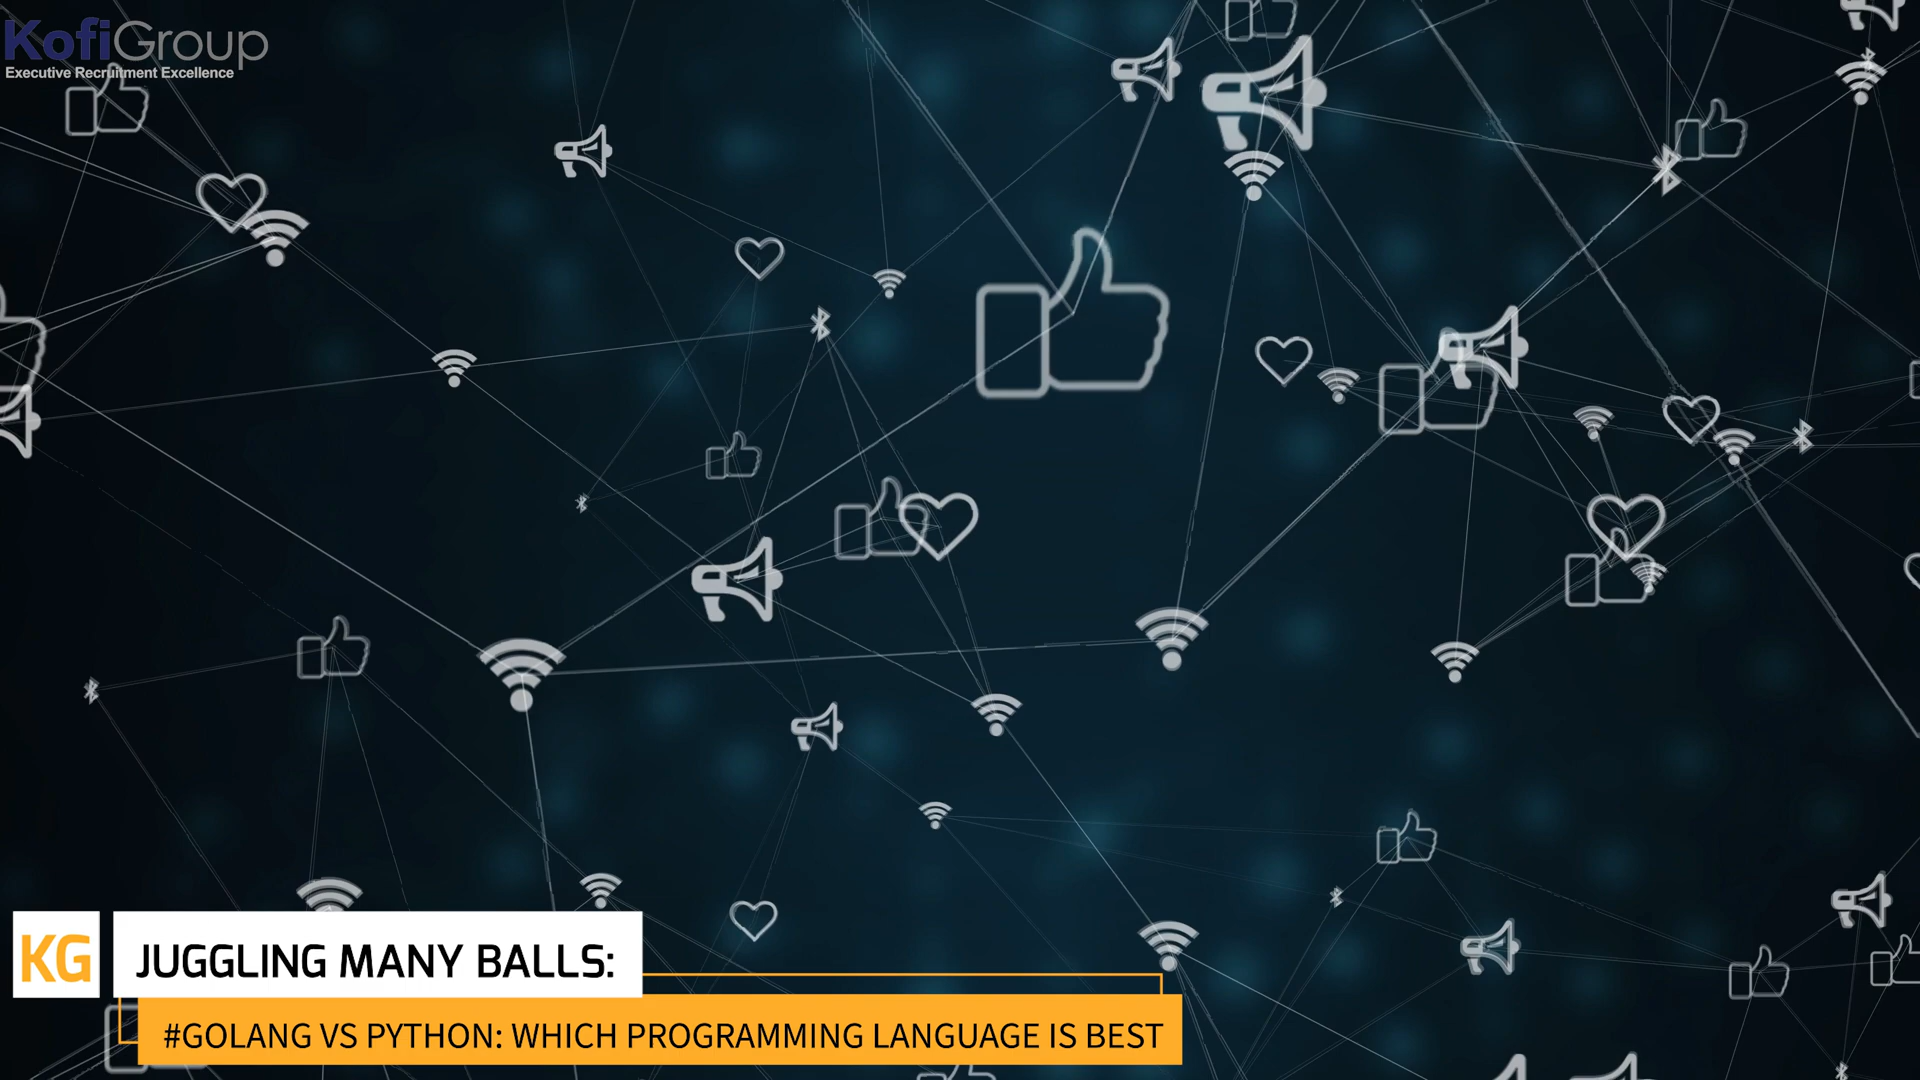 KofiGroup
Executive Recruitment Excellence
KG
JUGGLING MANY BALLS:
#GOLANG VS PYTHON: WHICH PROGRAMMING LANGUAGE IS BEST